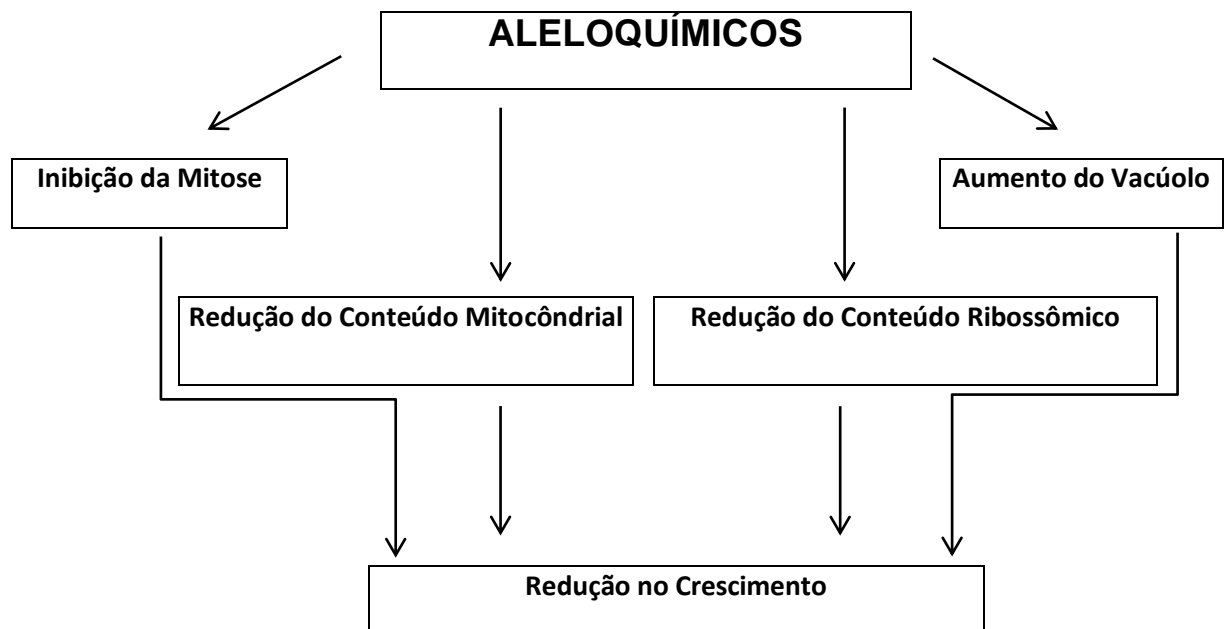 ALELOQUÍMICOS
Inibição da Mitose
Aumento do Vacúolo
Redução do Conteúdo Mitocôndrial
Redução do Conteúdo Ribossômico
Redução no Crescimento